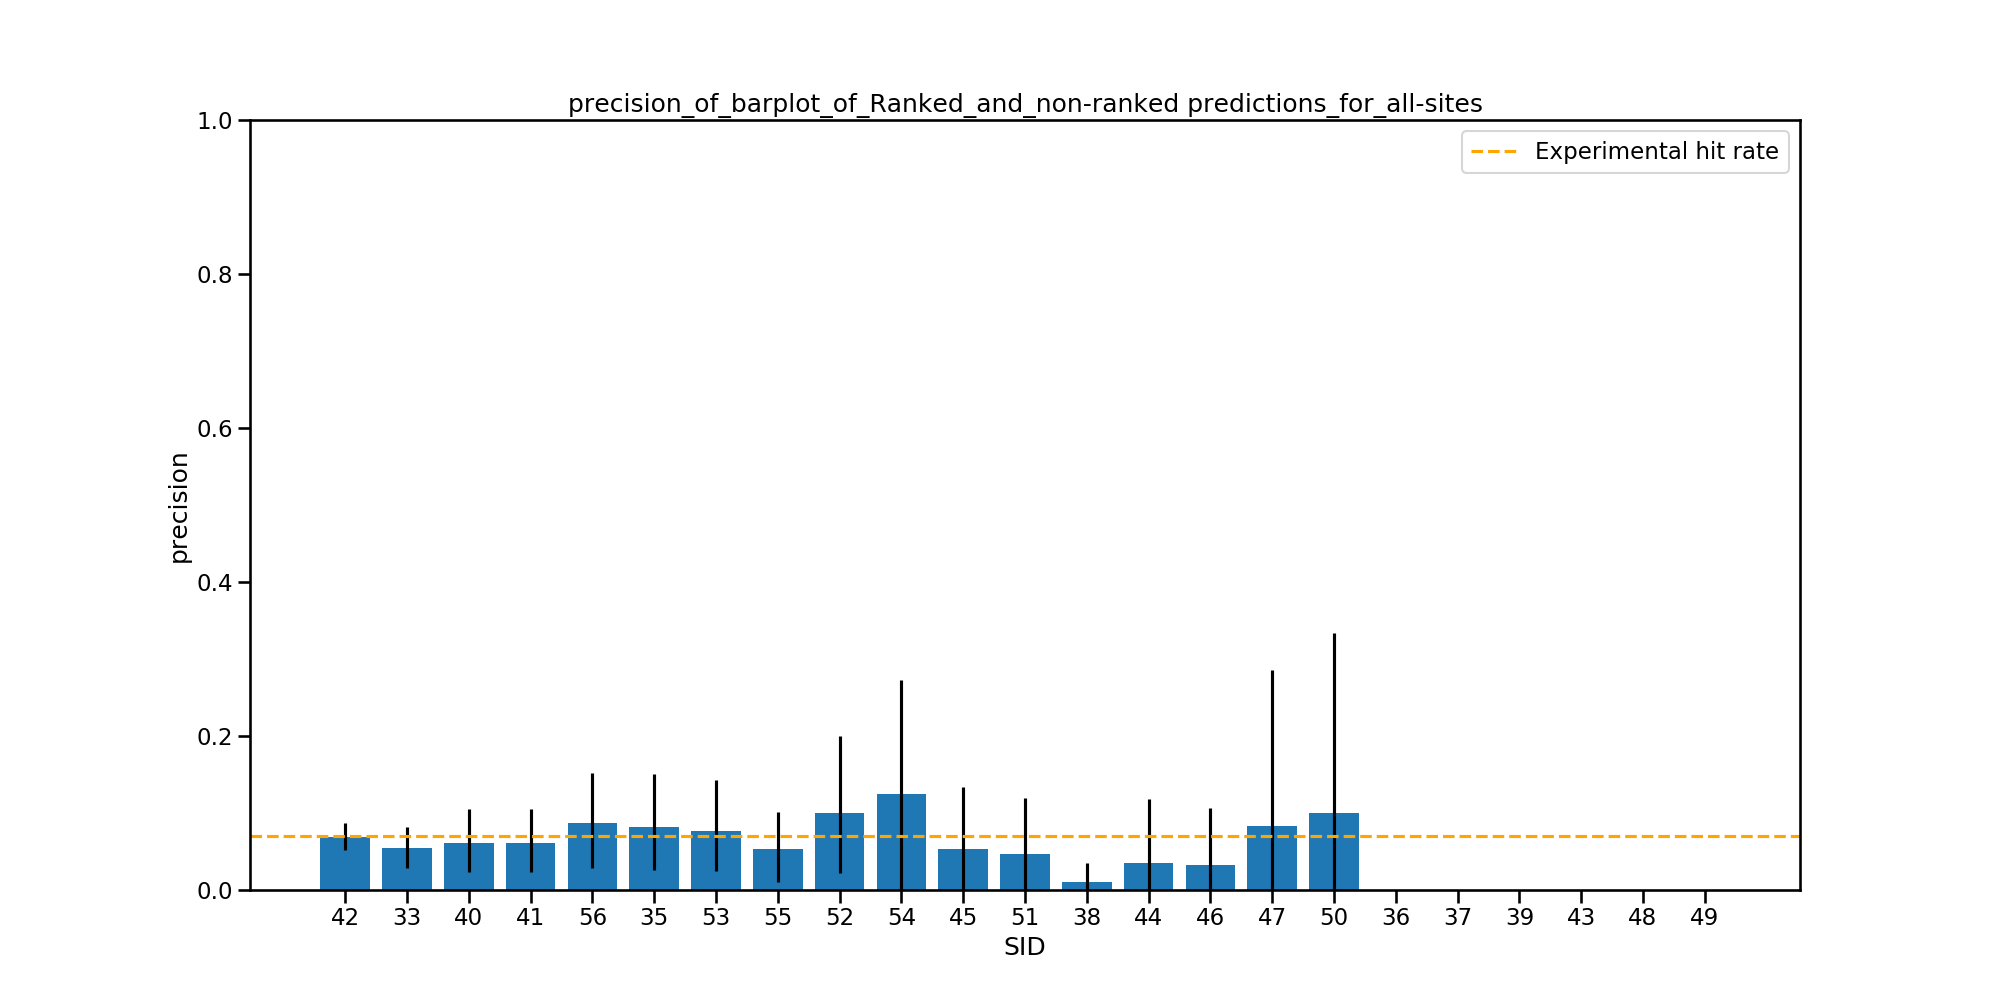 precision_of_barplot_of_Ranked_and_non-ranked predictions_for_all-sites
Experimental hit rate
1.0
0.8
0.6
0.4
0.2
0.0
precision
42 33 40 41 56 35 53 55 52 54 45 51 38 44 46 47 50 36 37 39 43 48 49
SID